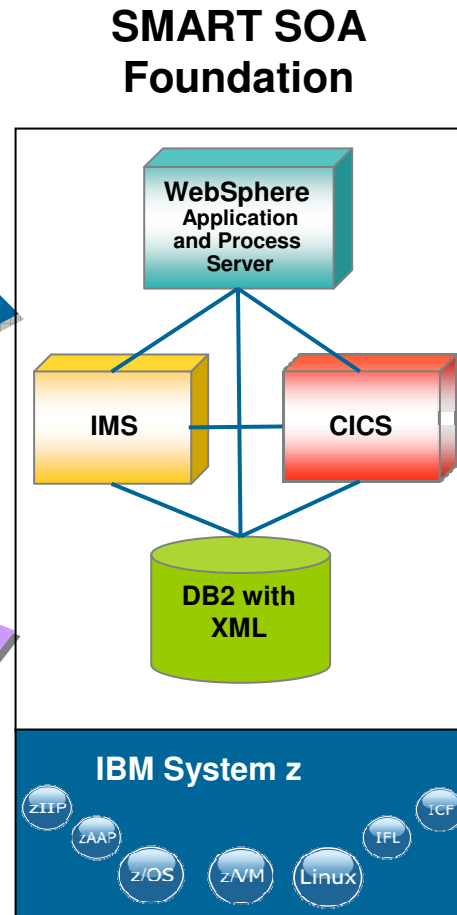 SMART SOA
Foundation
WebSphere
Application
and Process
Server
IMS
CICS
DB2 with
XML
IBM System z
zIIP
zAAP
z/OS
z/VM
Linux
IFL
ICF